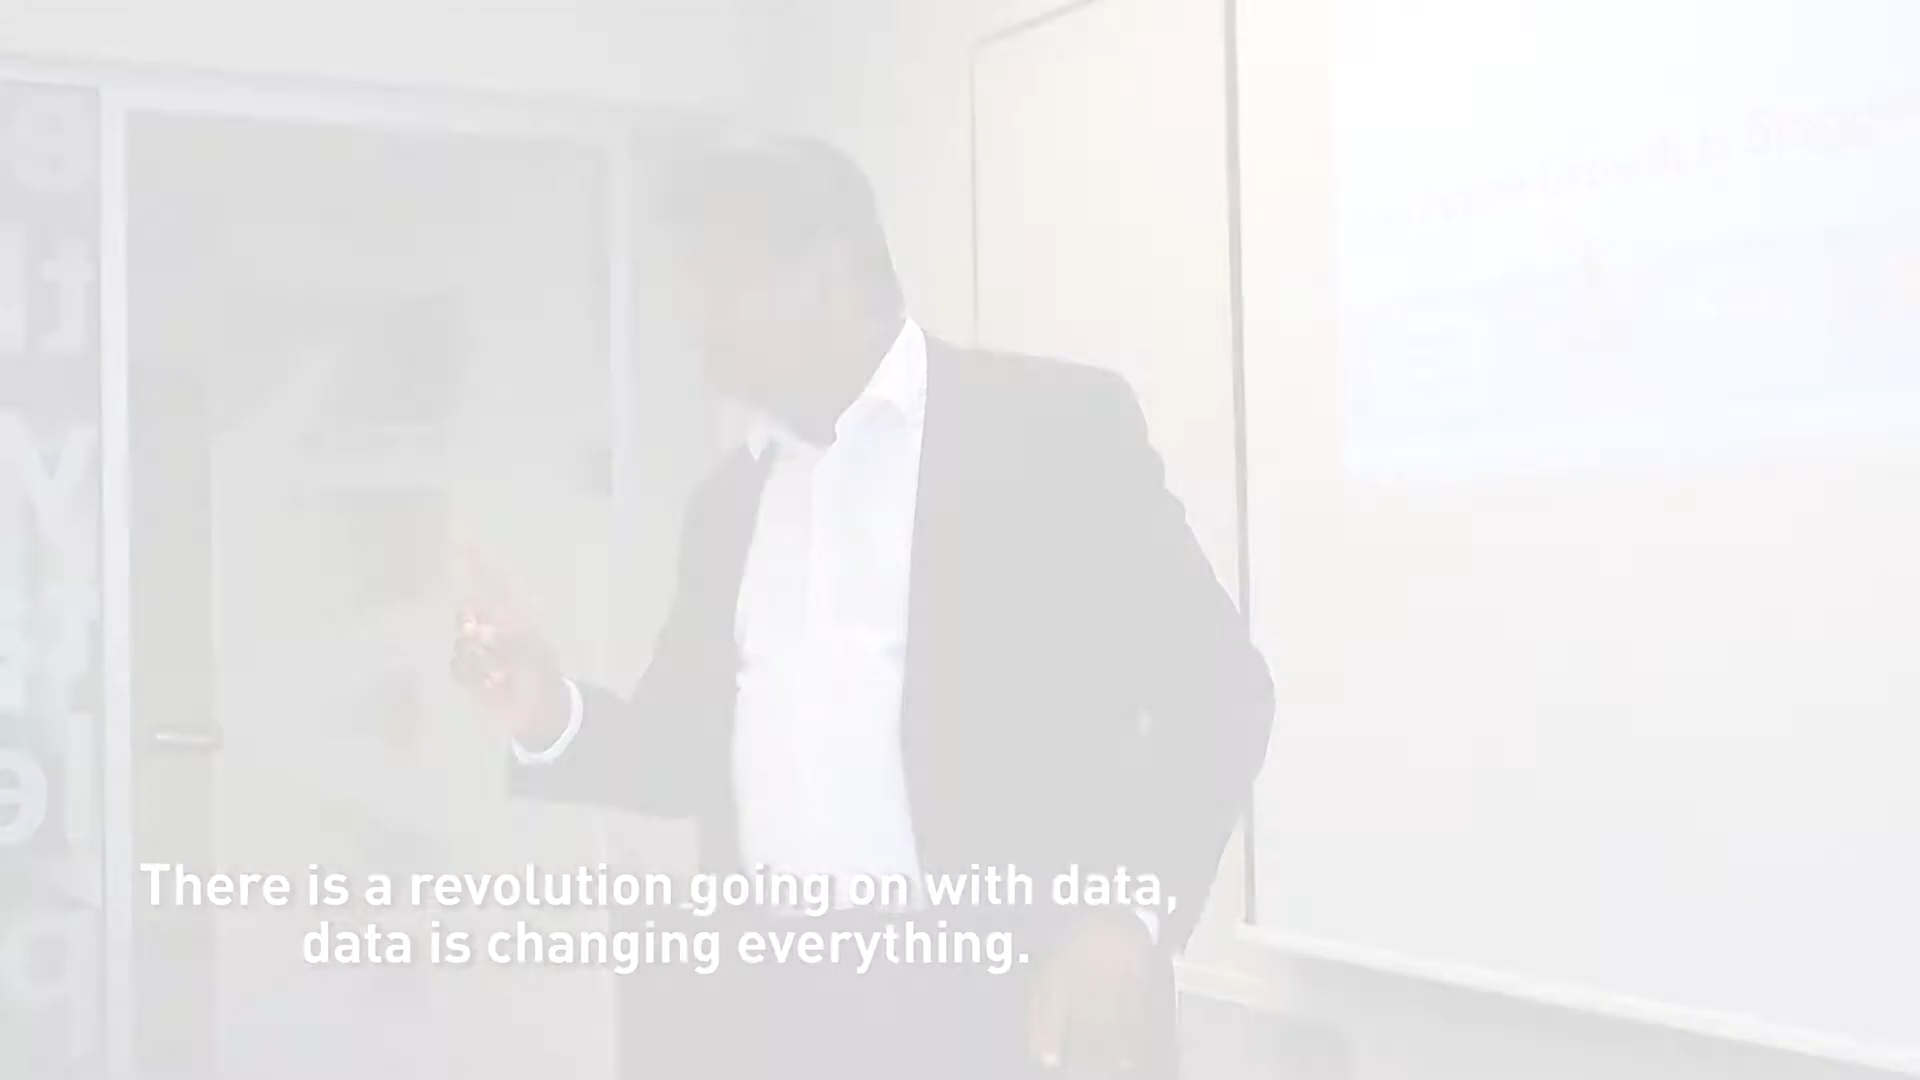 There is a revolution going on with data,
data is changing everything.